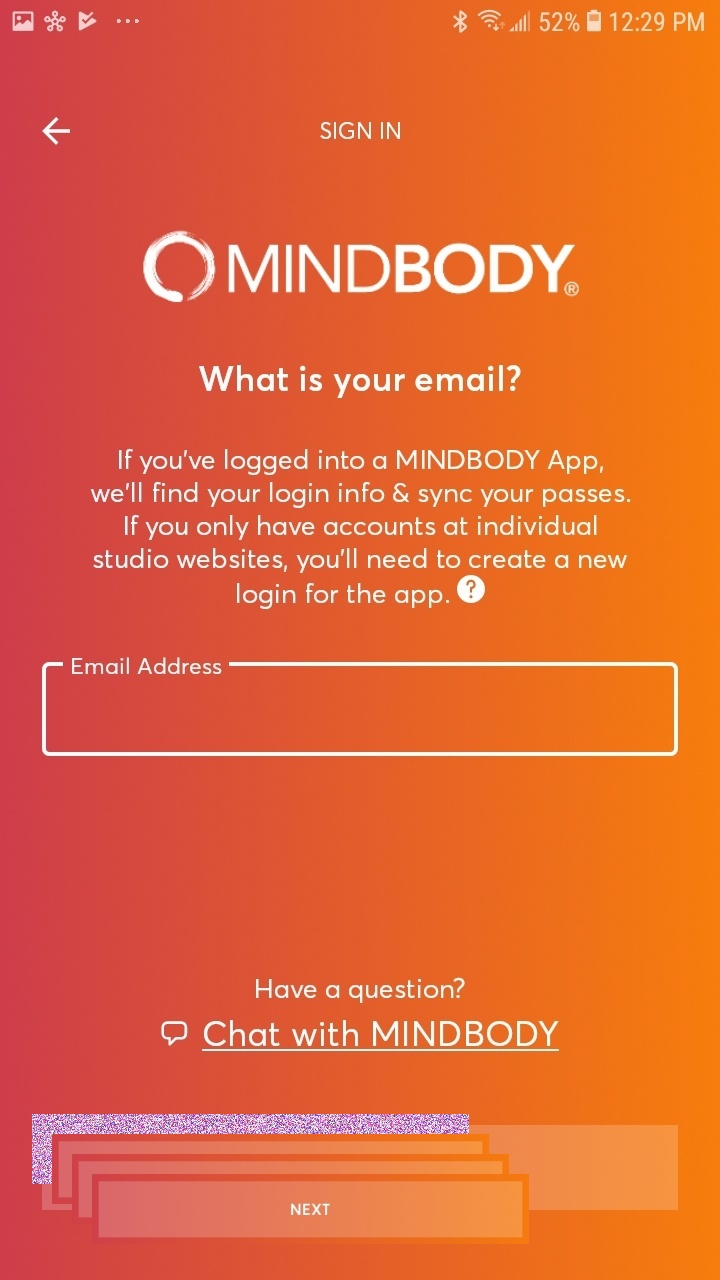 52% 12:29 PM
SIGN IN
MINDBODY®
What is your email?
If you've logged into a MINDBODY App,
we'll find your login info & sync your passes.
If you only have accounts at individual
studio websites, you'll need to create a new
login for the app. ?
Email Address
Have a question?
Chat with MINDBODY
NEXT